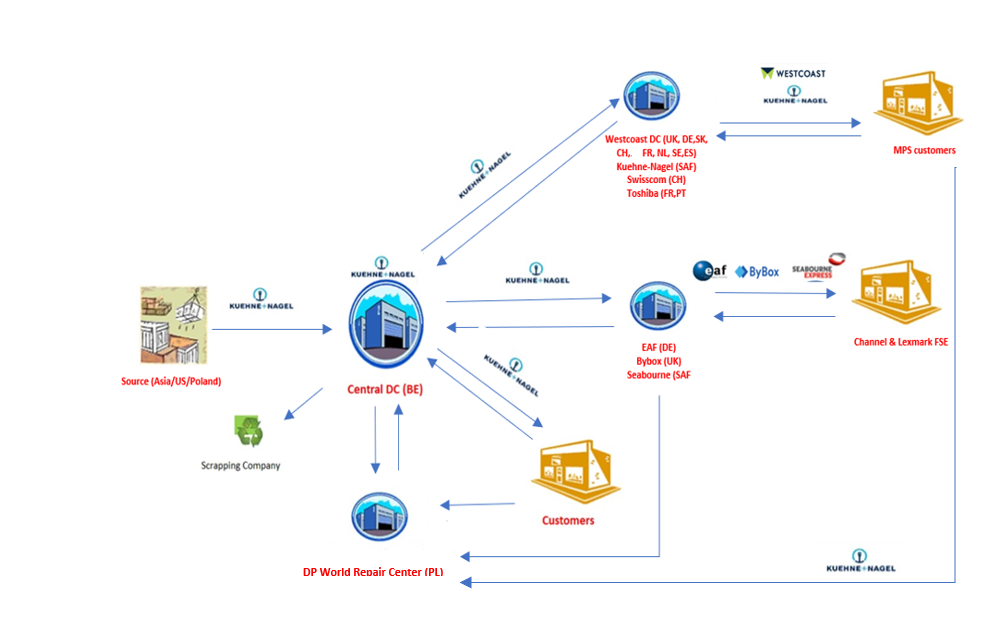 WESTCOAST
KUEHNE+NAGEL
MPS customers
Westcoast DC (UK, DE,SK,
CH, FR, NL, SE,ES)
Kuehne-Nagel (SAF)
Swisscom (CH)
Toshiba (FR,PT
KUEHNE+NAGEL
KUEHNE+NAGEL
KUEHNE+NAGEL
eaf
ByBox
SEABOURNE
EXPRESS
KUEHNE+NAGEL
Channel & Lexmark FSE
EAF (DE)
Bybox (UK)
Seabourne (SAF
Source (Asia/US/Poland)
Central DC (BE)
KUEHNE+NAGEL
Scrapping Company
Customers
KUEHNE+NAGEL
DP World Repair Center (PL)